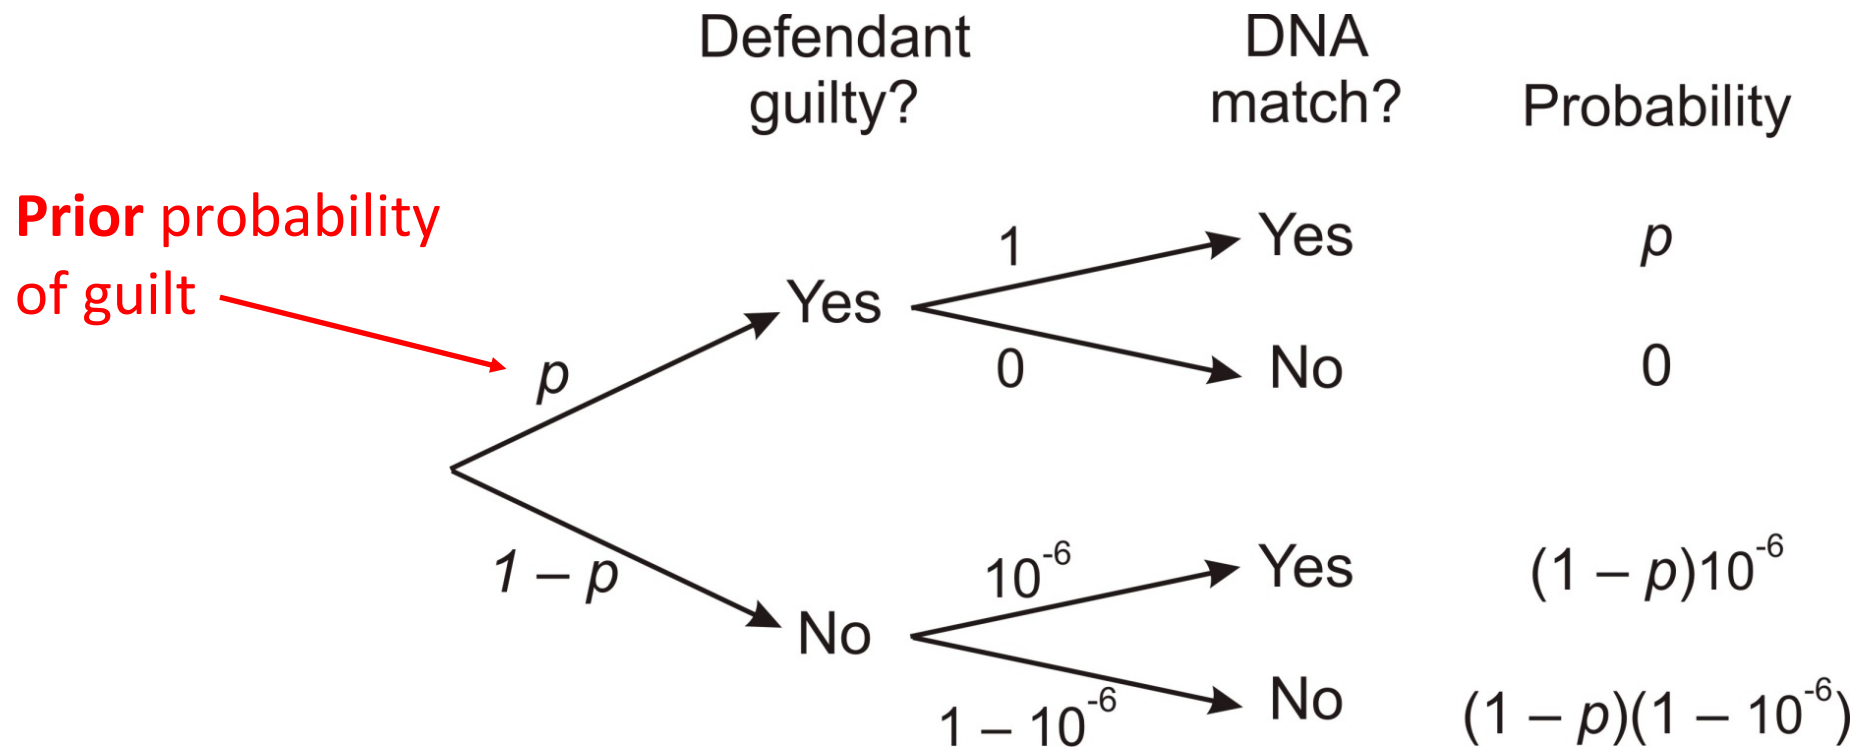 Defendant
guilty?
DNA
match?
Probability
Prior probability
of guilt
p
1 – p
Yes
No
1
0
Yes
No
p
0
10⁻⁶
1 – 10⁻⁶
Yes
No
(1 – p)10⁻⁶
(1 – p)(1 – 10⁻⁶)